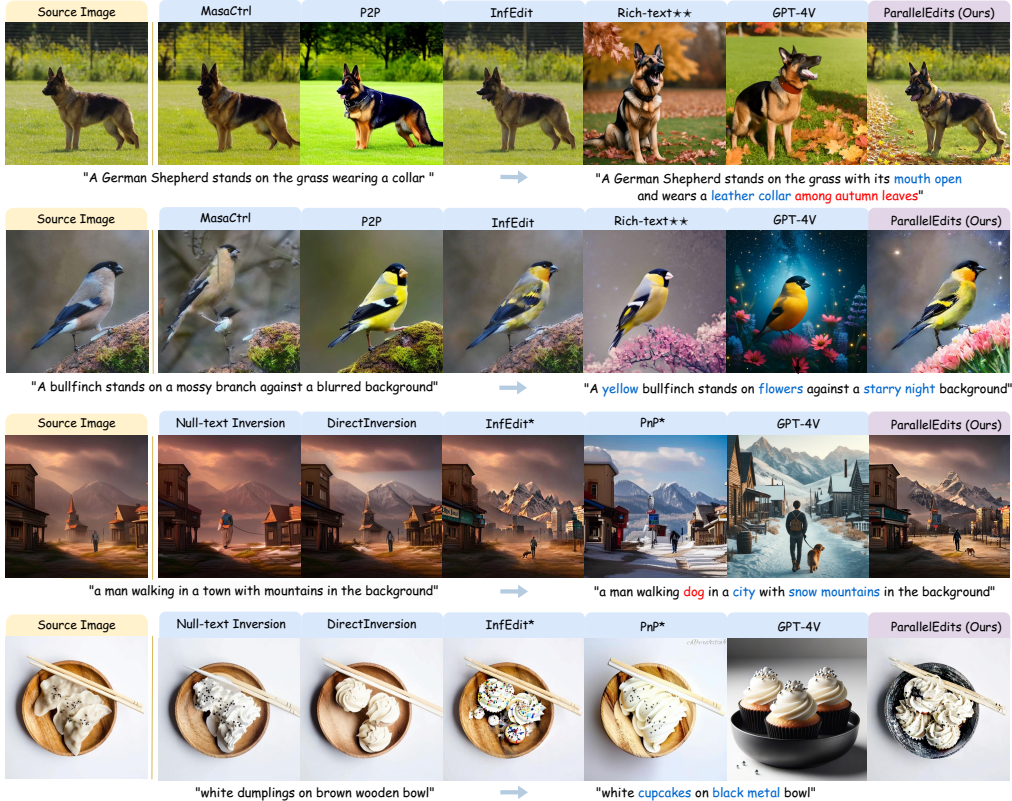 Source Image MasaCtrl P2P InfEdit Rich-text★★ GPT-4V ParallelEdits (Ours)
"A German Shepherd stands on the grass wearing a collar " "A German Shepherd stands on the grass with its mouth open
and wears a leather collar among autumn leaves"
Source Image MasaCtrl P2P InfEdit Rich-text★★ GPT-4V ParallelEdits (Ours)
"A bullfinch stands on a mossy branch against a blurred background" "A yellow bullfinch stands on flowers against a starry night background"
Source Image Null-text Inversion DirectInversion InfEdit* PnP* GPT-4V ParallelEdits (Ours)
"a man walking in a town with mountains in the background" "a man walking dog in a city with snow mountains in the background"
Source Image Null-text Inversion DirectInversion InfEdit* PnP* GPT-4V ParallelEdits (Ours)
"white dumplings on brown wooden bowl" "white cupcakes on black metal bowl"